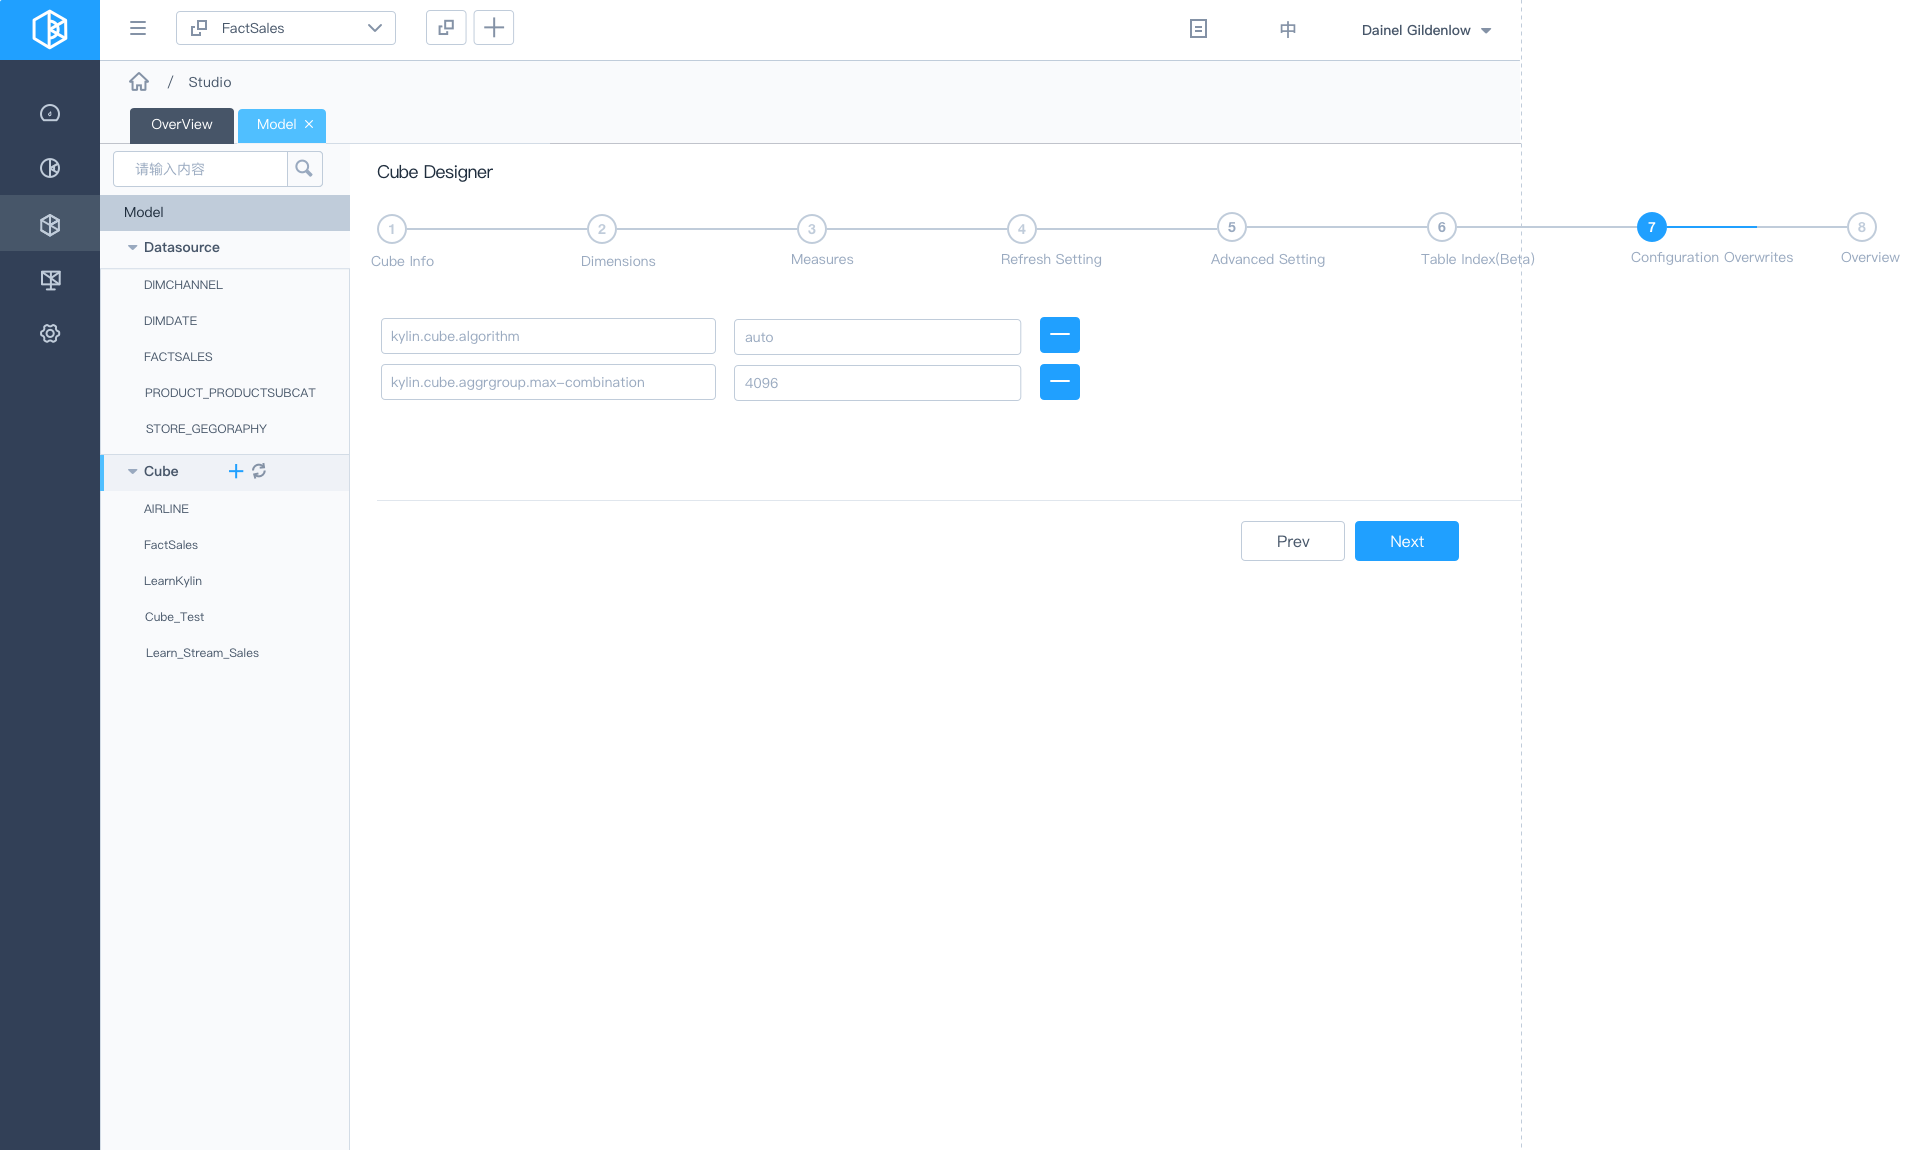 FactSales
中
Dainel Gildenlow
/ Studio
OverView
Model ×
请输入内容
Model
Datasource
DIMCHANNEL
DIMDATE
FACTSALES
PRODUCT_PRODUCTSUBCAT
STORE_GEGORAPHY
Cube
AIRLINE
FactSales
LearnKylin
Cube_Test
Learn_Stream_Sales
Cube Designer
1 2 3 4 5 6 7 8
Cube Info Dimensions Measures Refresh Setting Advanced Setting Table Index(Beta) Configuration Overwrites Overview
kylin.cube.algorithm auto
kylin.cube.aggrgroup.max-combination 4096
Prev Next